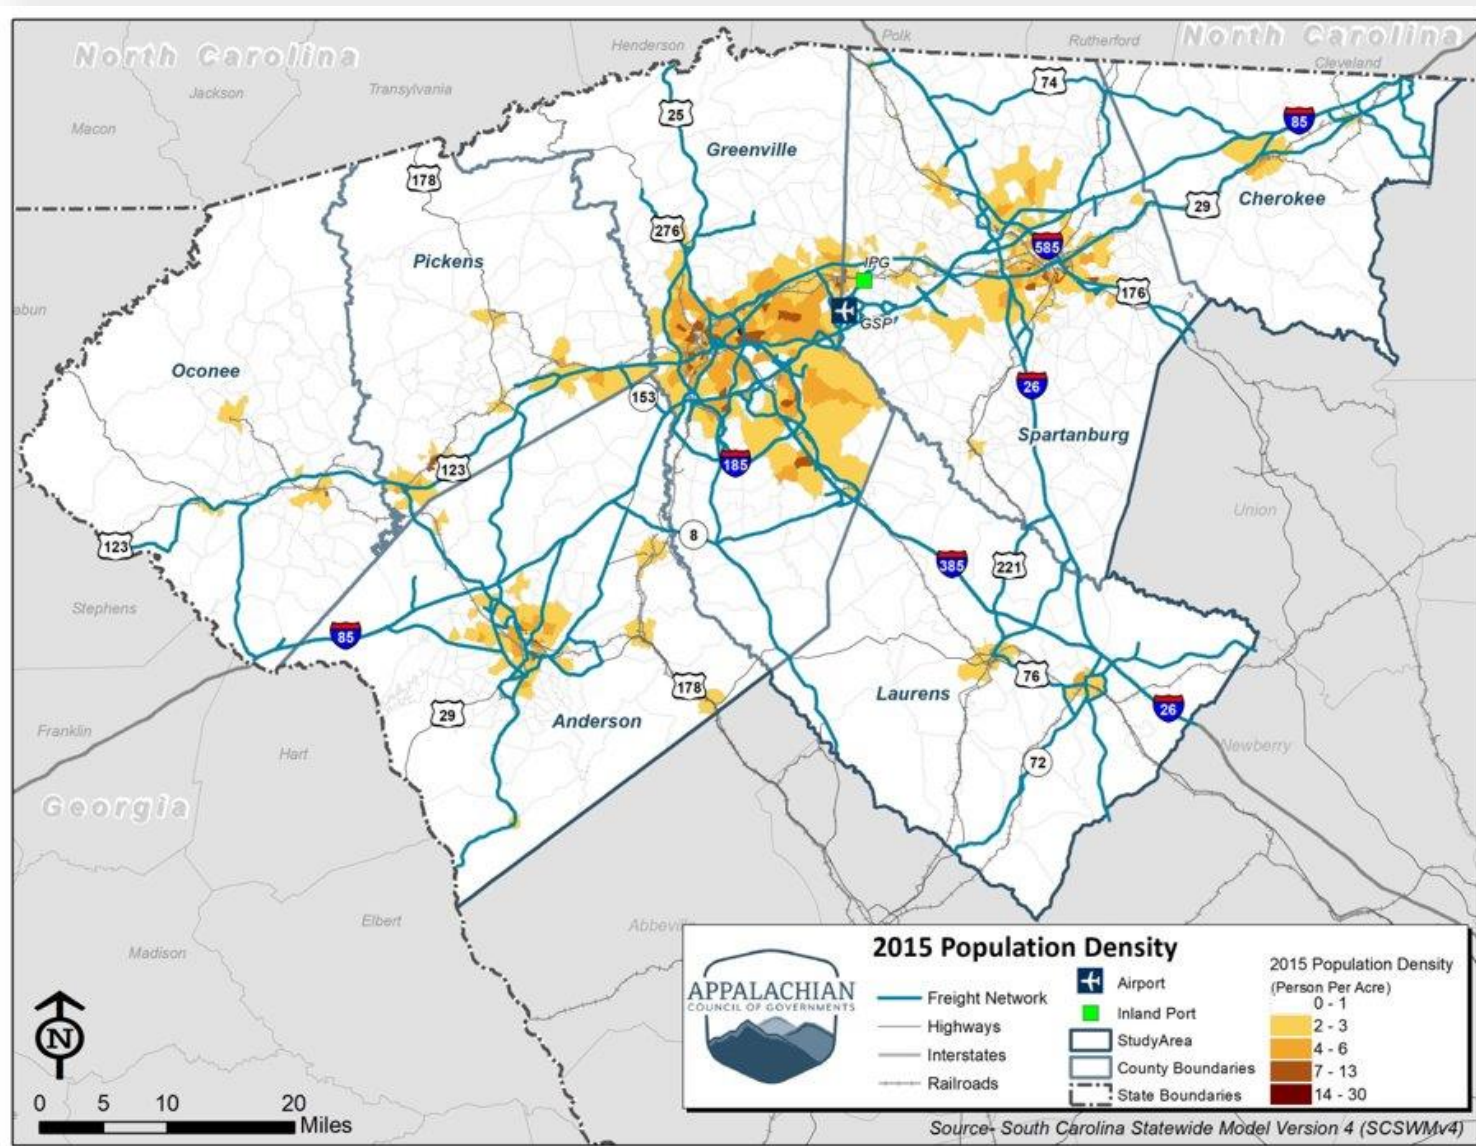 North Carolina
North Carolina
Henderson
Polk
Rutherford
Cleveland
Jackson
Transylvania
Macon
74
25
85
Greenville
178
29
Cherokee
276
585
Pickens
IPG
176
abun
GSP
Oconee
26
153
Spartanburg
123
185
Union
8
123
385
221
Stephens
85
76
178
Laurens
26
29
Anderson
Franklin
Hart
Newberry
72
Georgia
Elbert
Abbevill
Madison
N
0 5 10 20
Miles
APPALACHIAN
COUNCIL OF GOVERNMENTS
2015 Population Density
Freight Network
Highways
Interstates
Railroads
Airport
Inland Port
StudyArea
County Boundaries
State Boundaries
2015 Population Density
(Person Per Acre)
0 - 1
2 - 3
4 - 6
7 - 13
14 - 30
Source- South Carolina Statewide Model Version 4 (SCSWMv4)